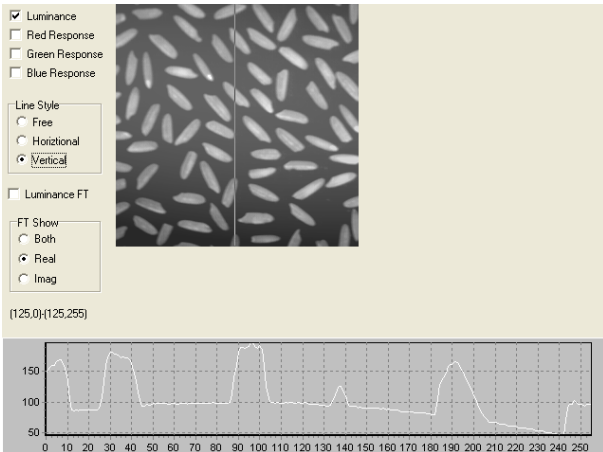 Luminance
Red Response
Green Response
Blue Response
Line Style
Free
Horiztional
Vertical
Luminance FT
FT Show
Both
Real
Imag
(125,0)-(125,255)
150
100
50
0 10 20 30 40 50 60 70 80 90 100 110 120 130 140 150 160 170 180 190 200 210 220 230 240 250